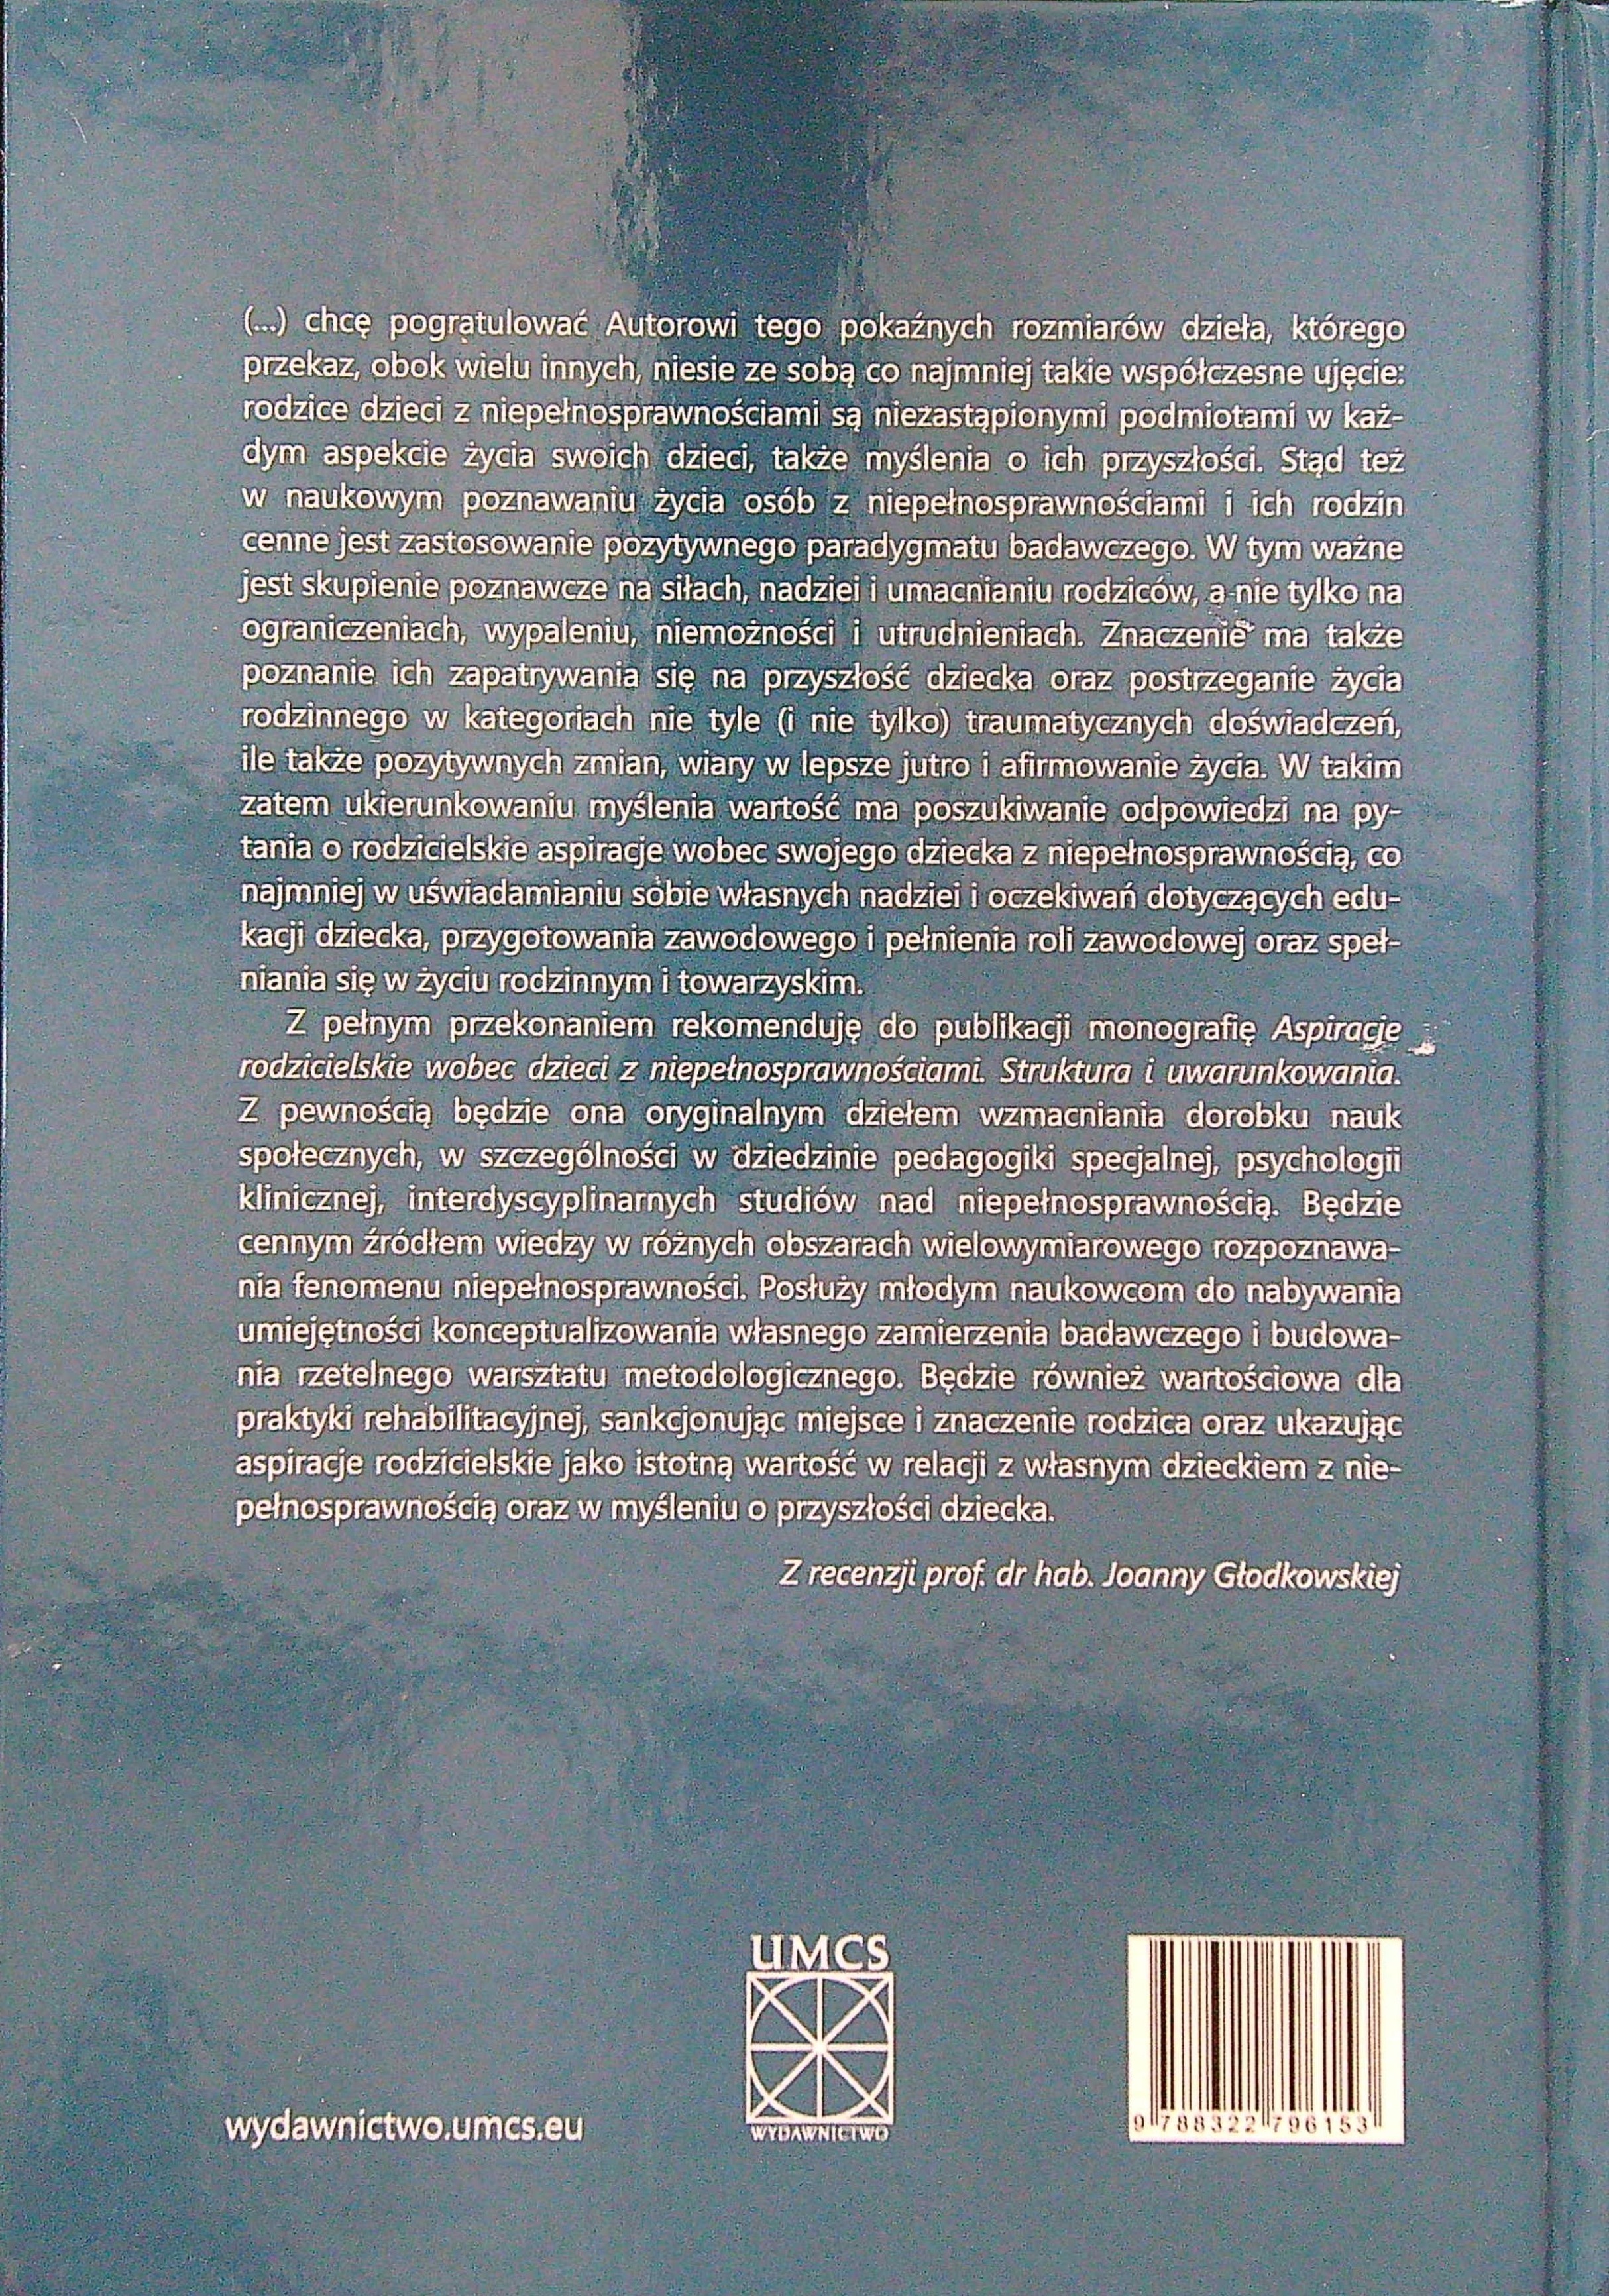 (...) chcę pogratulować Autorowi tego pokaźnych rozmiarów dzieła, którego
przekaz, obok wielu innych, niesie ze sobą co najmniej takie współczesne ujęcie:
rodzice dzieci z niepełnosprawnościami są niezastąpionymi podmiotami w każ-
dym aspekcie życia swoich dzieci, także myślenia o ich przyszłości. Stąd też
w naukowym poznawaniu życia osób z niepełnosprawnościami i ich rodzin
cenne jest zastosowanie pozytywnego paradygmatu badawczego. W tym ważne
jest skupienie poznawcze na siłach, nadziei i umacnianiu rodziców, a nie tylko na
ograniczeniach, wypaleniu, niemożności i utrudnieniach. Znaczenie ma także
poznanie ich zapatrywania się na przyszłość dziecka oraz postrzeganie życia
rodzinnego w kategoriach nie tyle (i nie tylko) traumatycznych doświadczeń,
ile także pozytywnych zmian, wiary w lepsze jutro i afirmowanie życia. W takim
zatem ukierunkowaniu myślenia wartość ma poszukiwanie odpowiedzi na py-
tania o rodzicielskie aspiracje wobec swojego dziecka z niepełnosprawnością, co
najmniej w uświadamianiu sobie własnych nadziei i oczekiwań dotyczących edu-
kacji dziecka, przygotowania zawodowego i pełnienia roli zawodowej oraz speł-
niania się w życiu rodzinnym i towarzyskim.
Z pełnym przekonaniem rekomenduję do publikacji monografię Aspiracje
rodzicielskie wobec dzieci z niepełnosprawnościami. Struktura i uwarunkowania.
Z pewnością będzie ona oryginalnym dziełem wzmacniania dorobku nauk
społecznych, w szczególności w dziedzinie pedagogiki specjalnej, psychologii
klinicznej, interdyscyplinarnych studiów nad niepełnosprawnością. Będzie
cennym źródłem wiedzy w różnych obszarach wielowymiarowego rozpoznawa-
nia fenomenu niepełnosprawności. Posłuży młodym naukowcom do nabywania
umiejętności konceptualizowania własnego zamierzenia badawczego i budowa-
nia rzetelnego warsztatu metodologicznego. Będzie również wartościowa dla
praktyki rehabilitacyjnej, sankcjonując miejsce i znaczenie rodzica oraz ukazując
aspiracje rodzicielskie jako istotną wartość w relacji z własnym dzieckiem z nie-
pełnosprawnością oraz w myśleniu o przyszłości dziecka.
Z recenzji prof. dr hab. Joanny Głodkowskiej
wydawnictwo.umcs.eu
UMCS
WYDAWNICTWO
9 788322 796153